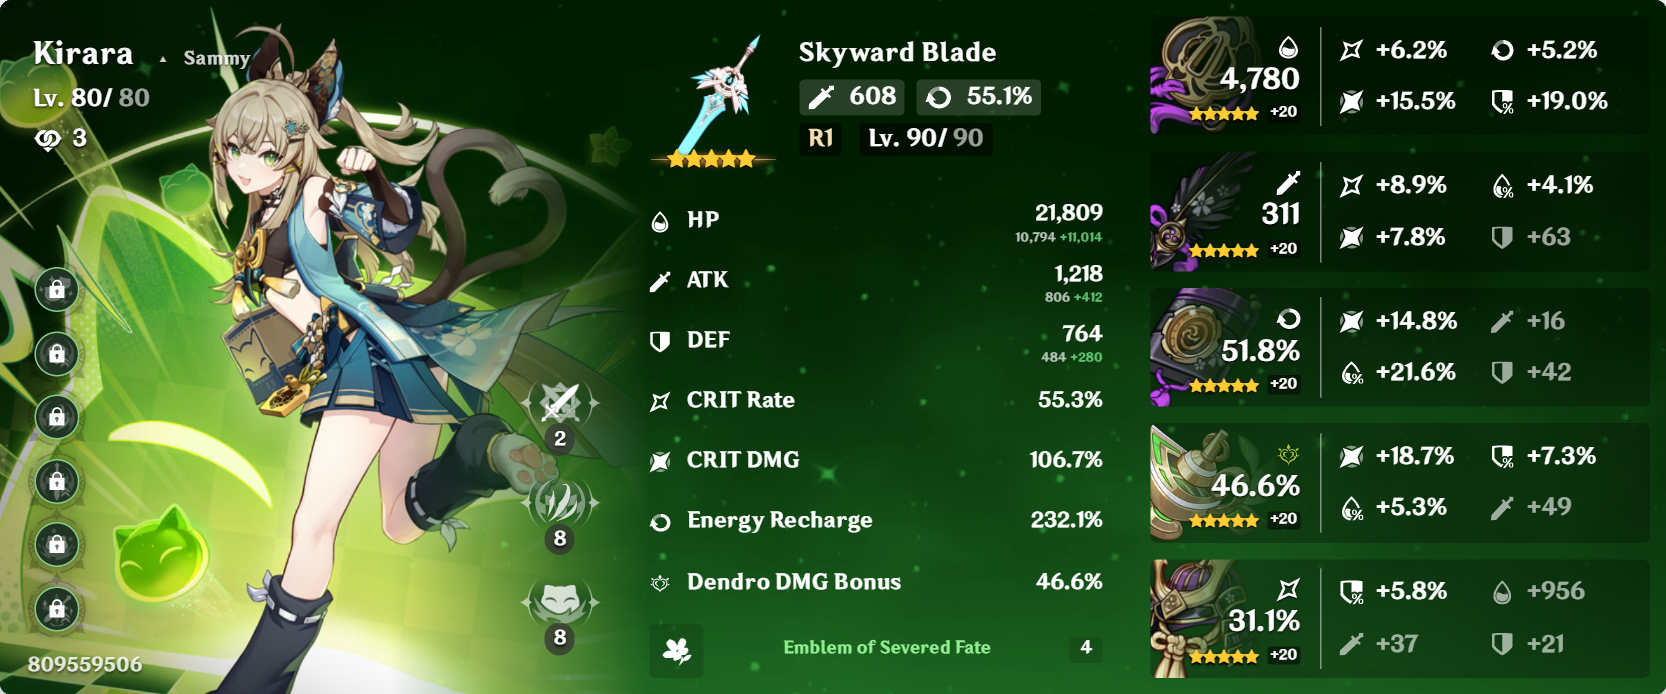 Kirara ▲ Sammy
Lv. 80/ 80
3
2
8
8
809559506
Skyward Blade
608 55.1%
R1 Lv. 90/ 90
HP 21,809
10,794 +11,014
ATK 1,218
806 +412
DEF 764
484 +280
CRIT Rate 55.3%
CRIT DMG 106.7%
Energy Recharge 232.1%
Dendro DMG Bonus 46.6%
Emblem of Severed Fate 4
4,780
+20
+6.2% +5.2%
+15.5% +19.0%
311
+20
+8.9% +4.1%
+7.8% +63
51.8%
+20
+14.8% +16
+21.6% +42
46.6%
+20
+18.7% +7.3%
+5.3% +49
31.1%
+20
+5.8% +956
+37 +21